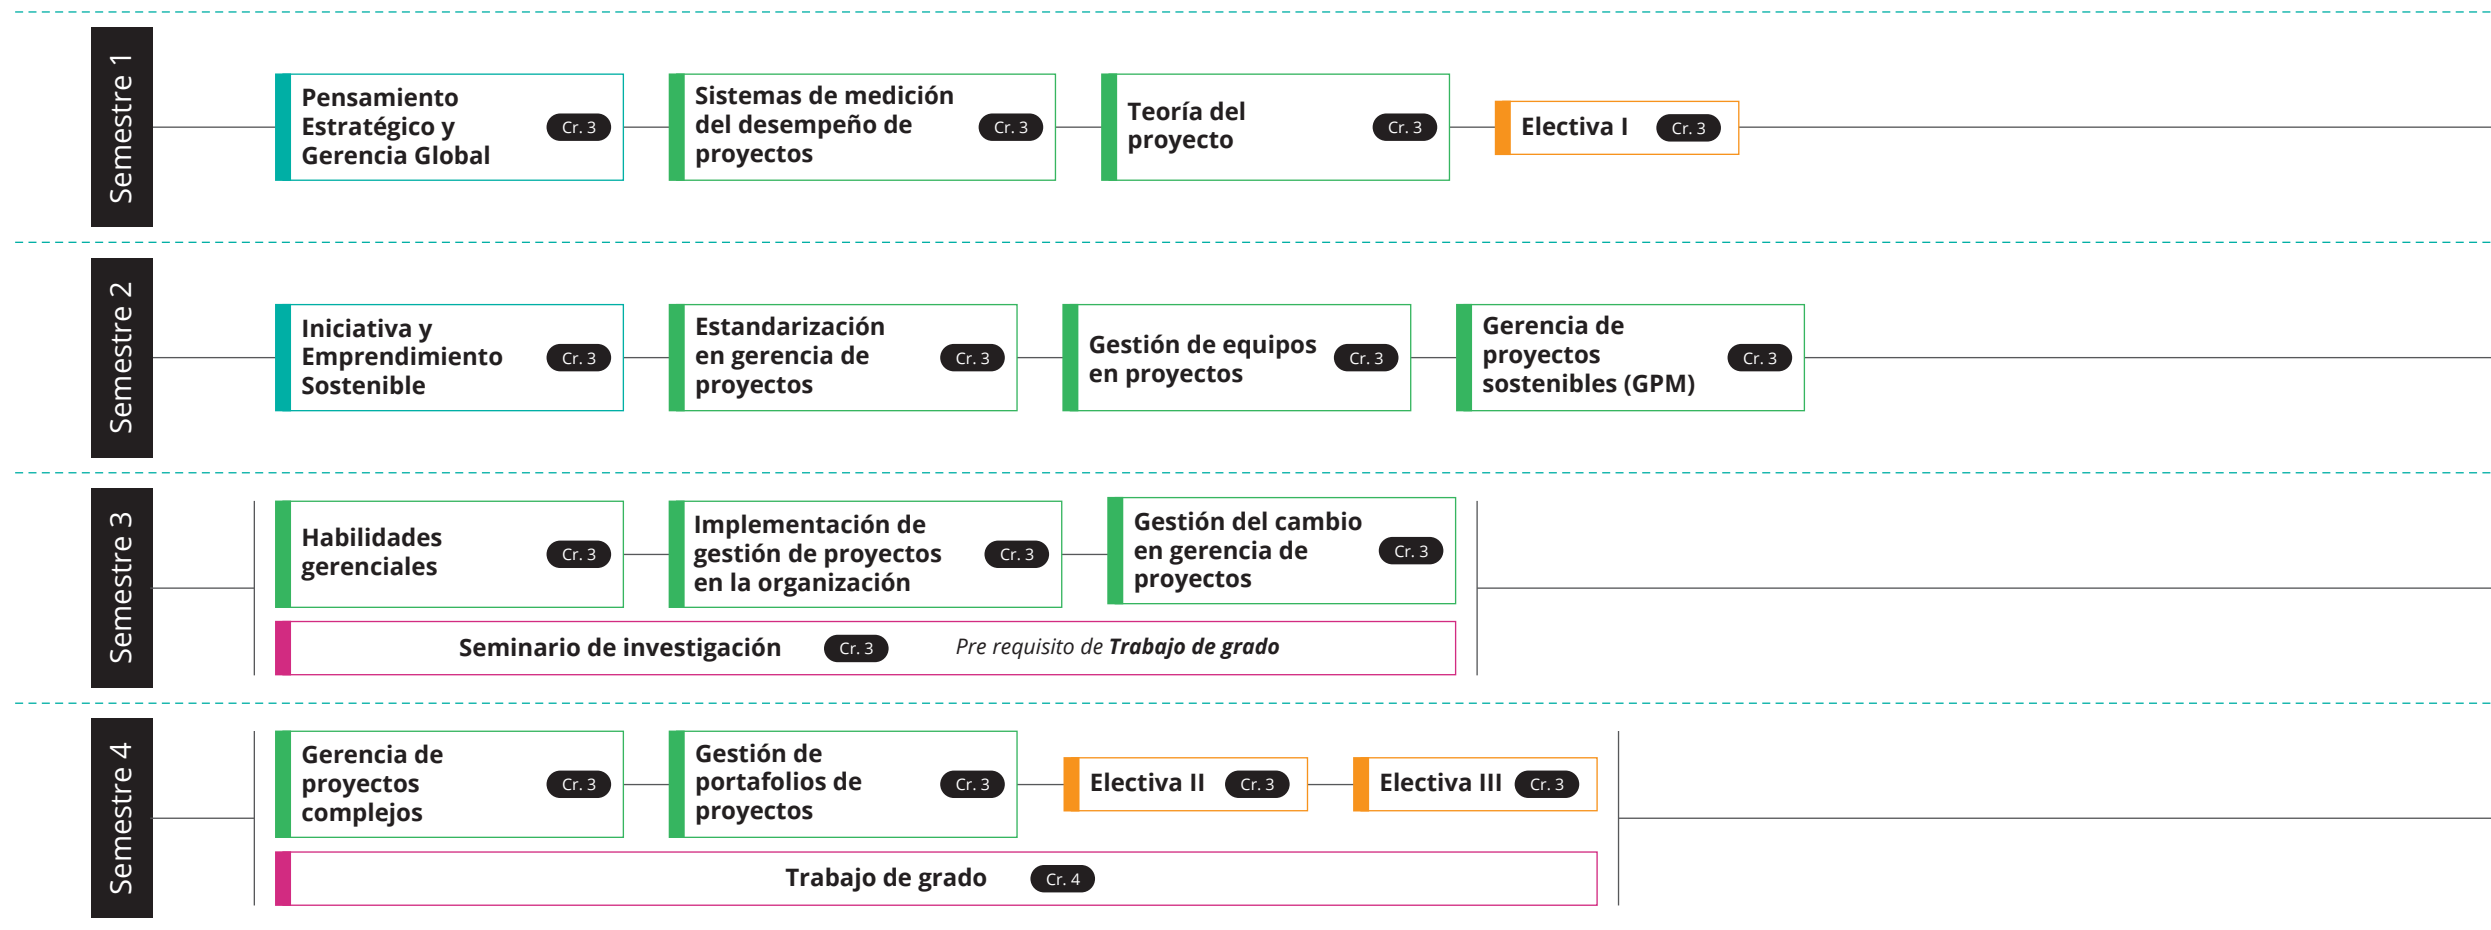 Semestre 1
Pensamiento
Estratégico y
Gerencia Global
Cr. 3
Sistemas de medición
del desempeño de
proyectos
Cr. 3
Teoría del
proyecto
Cr. 3
Electiva I
Cr. 3
Semestre 2
Iniciativa y
Emprendimiento
Sostenible
Cr. 3
Estandarización
en gerencia de
proyectos
Cr. 3
Gestión de equipos
en proyectos
Cr. 3
Gerencia de
proyectos
sostenibles (GPM)
Cr. 3
Semestre 3
Habilidades
gerenciales
Cr. 3
Implementación de
gestión de proyectos
en la organización
Cr. 3
Gestión del cambio
en gerencia de
proyectos
Cr. 3
Seminario de investigación
Cr. 3
Pre requisito de Trabajo de grado
Semestre 4
Gerencia de
proyectos
complejos
Cr. 3
Gestión de
portafolios de
proyectos
Cr. 3
Electiva II
Cr. 3
Electiva III
Cr. 3
Trabajo de grado
Cr. 4